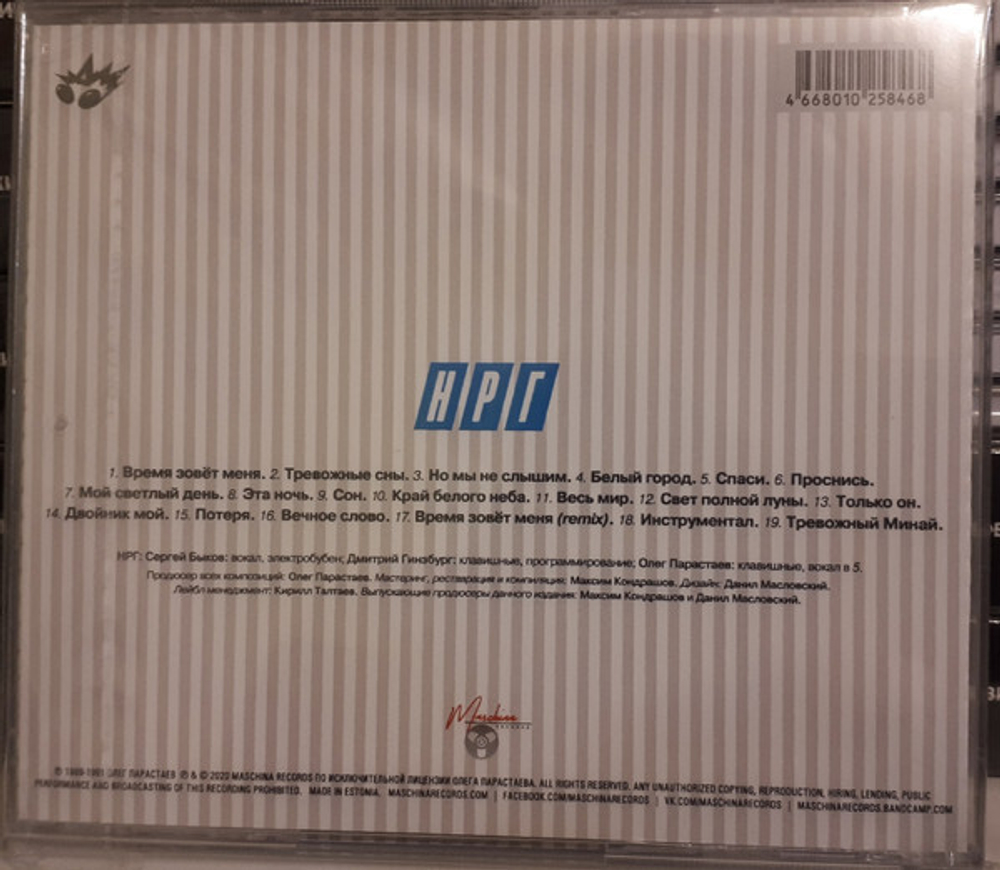 4 668010 258468
НРГ
1. Время зовёт меня. 2. Тревожные сны. 3. Но мы не слышим. 4. Белый город. 5. Спаси. 6. Проснись.
7. Мой светлый день. 8. Эта ночь. 9. Сон. 10. Край белого неба. 11. Весь мир. 12. Свет полной луны. 13. Только он.
14. Двойник мой. 15. Потеря. 16. Вечное слово. 17. Время зовёт меня (remix). 18. Инструментал. 19. Тревожный Минай.
НРГ: Сергей Быков: вокал, электробубен; Дмитрий Гинзбург: клавишные, программирование; Олег Парастаев: клавишные, вокал в 5.
Продюсер всех композиций: Олег Парастаев. Мастеринг, реставрация и компиляция: Максим Кондрашов. Дизайн: Данил Масловский.
Лейбл менеджмент: Кирилл Талтаев. Выпускающие продюсеры данного издания: Максим Кондрашов и Данил Масловский.
Maschina
RECORDS
© 1989-1991 ОЛЕГ ПАРАСТАЕВ ℗ & © 2020 MASCHINA RECORDS ПО ИСКЛЮЧИТЕЛЬНОЙ ЛИЦЕНЗИИ ОЛЕГА ПАРАСТАЕВА. ALL RIGHTS RESERVED. ANY UNAUTHORIZED COPYING, REPRODUCTION, HIRING, LENDING, PUBLIC
PERFORMANCE AND BROADCASTING OF THIS RECORDING PROHIBITED. MADE IN ESTONIA. MASCHINARECORDS.COM | FACEBOOK.COM/MASCHINARECORDS | VK.COM/MASCHINARECORDS | MASCHINARECORDS.BANDCAMP.COM